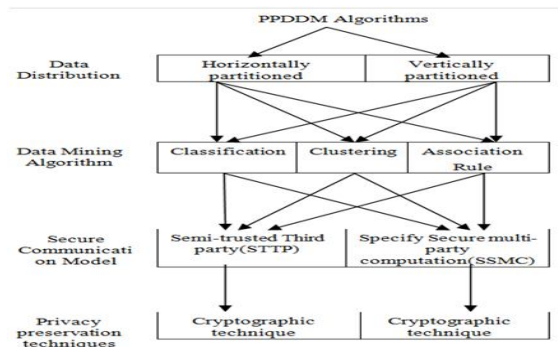 PPDDM Algorithms
Data
Distribution
Horizontally
partitioned
Vertically
partitioned
Data Mining
Algorithm
Classification
Clustering
Association
Rule
Secure
Communicati
on Model
Semi-trusted Third
party(STTP)
Specify Secure multi-
party
computation(SSMC)
Privacy
preservation
techniques
Cryptographic
technique
Cryptographic
technique